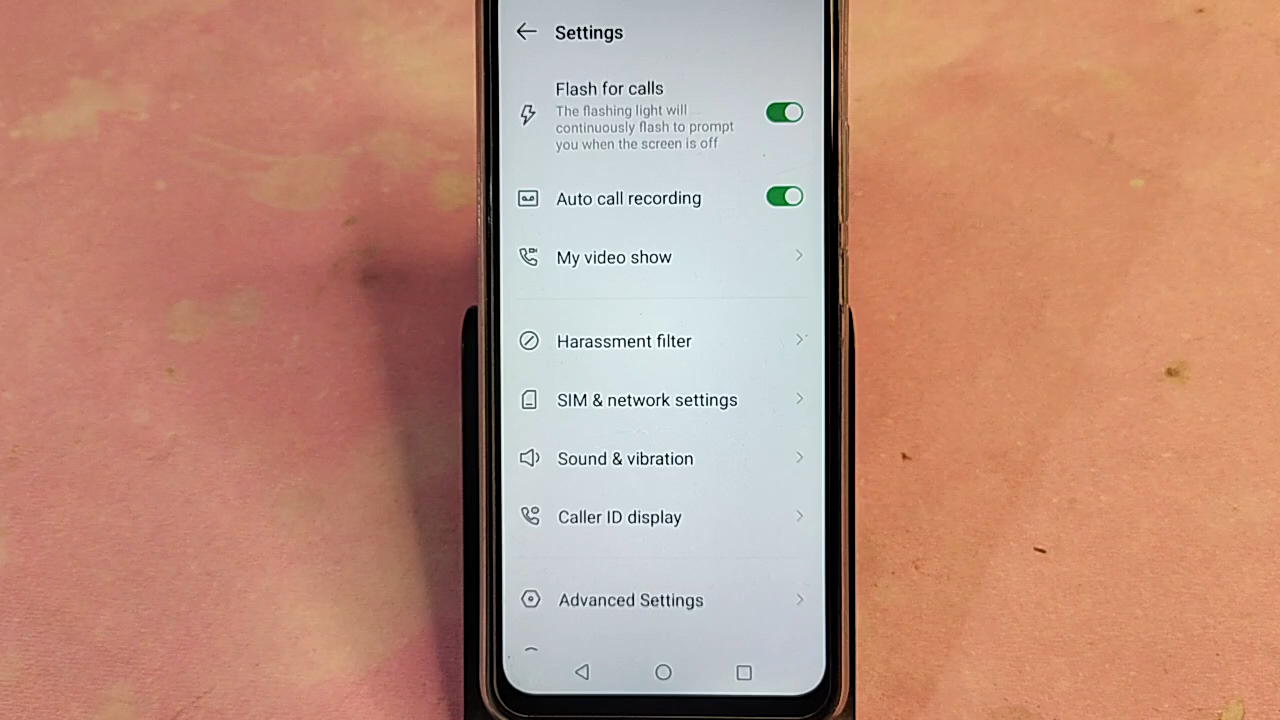 Settings
Flash for calls
The flashing light will
continuously flash to prompt
you when the screen is off
Auto call recording
My video show
Harassment filter
SIM & network settings
Sound & vibration
Caller ID display
Advanced Settings